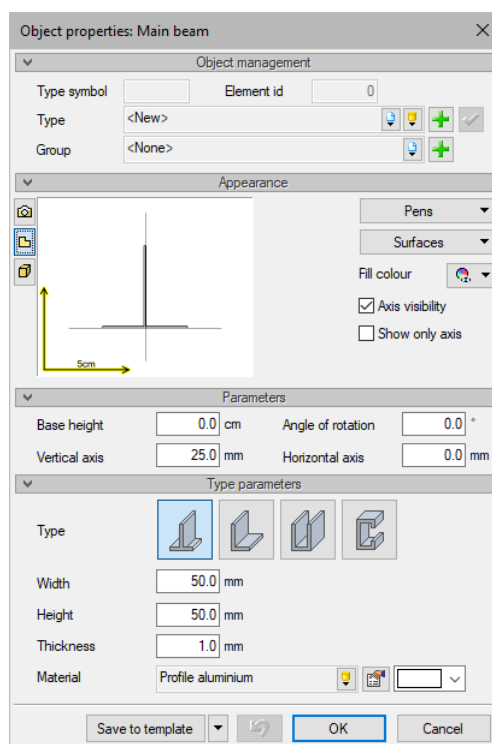 Object properties: Main beam
Object management
Type symbol Element id 0
Type <New>
Group <None>
Appearance
Pens
Surfaces
Fill colour
Axis visibility
Show only axis
5cm
Parameters
Base height 0.0 cm Angle of rotation 0.0 °
Vertical axis 25.0 mm Horizontal axis 0.0 mm
Type parameters
Type
Width 50.0 mm
Height 50.0 mm
Thickness 1.0 mm
Material Profile aluminium
Save to template OK Cancel